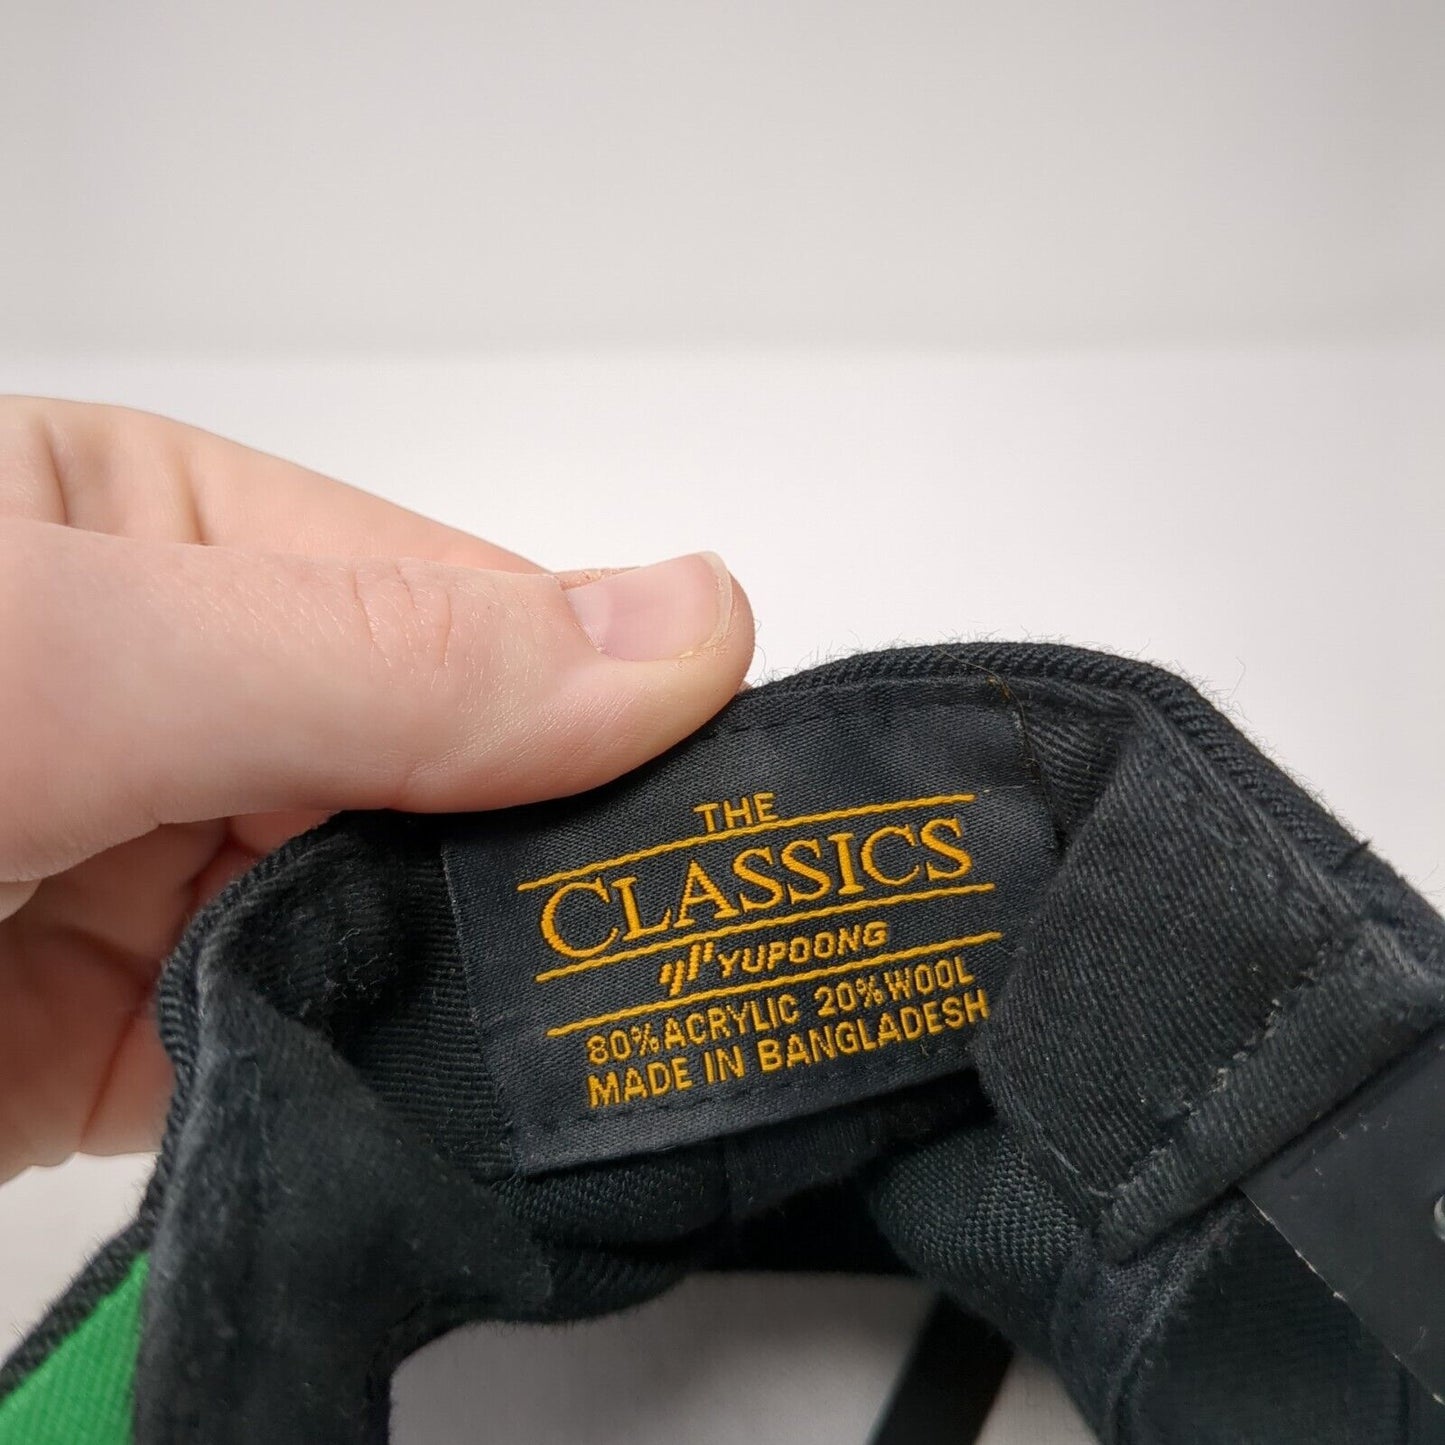 THE
CLASSICS
YUPOONG
80% ACRYLIC 20% WOOL
MADE IN BANGLADESH